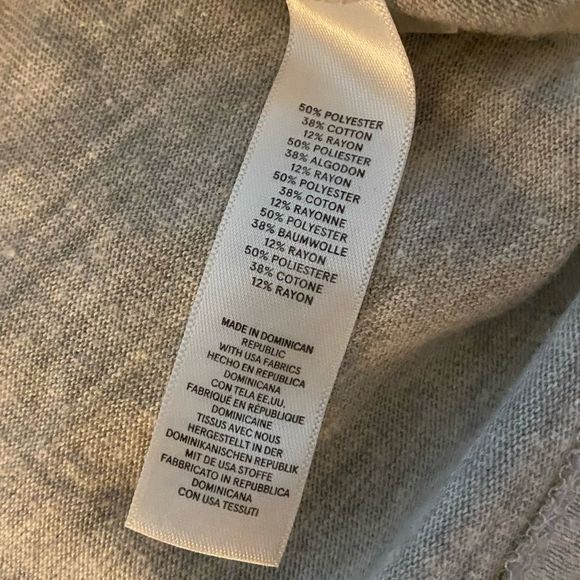 50% POLYESTER
38% COTTON
12% RAYON
50% POLIESTER
38% ALGODON
12% RAYON
50% POLYESTER
38% COTON
12% RAYONNE
50% POLYESTER
38% BAUMWOLLE
12% RAYON
50% POLIESTERE
38% COTONE
12% RAYON
MADE IN DOMINICAN
REPUBLIC
WITH USA FABRICS
HECHO EN REPUBLICA
DOMINICANA
CON TELA EE.UU.
FABRIQUÉ EN RÉPUBLIQUE
DOMINICAINE
TISSUS AVEC NOUS
HERGESTELLT IN DER
DOMINIKANISCHEN REPUBLIK
MIT DE USA STOFFE
FABBRICATO IN REPUBBLICA
DOMINICANA
CON USA TESSUTI